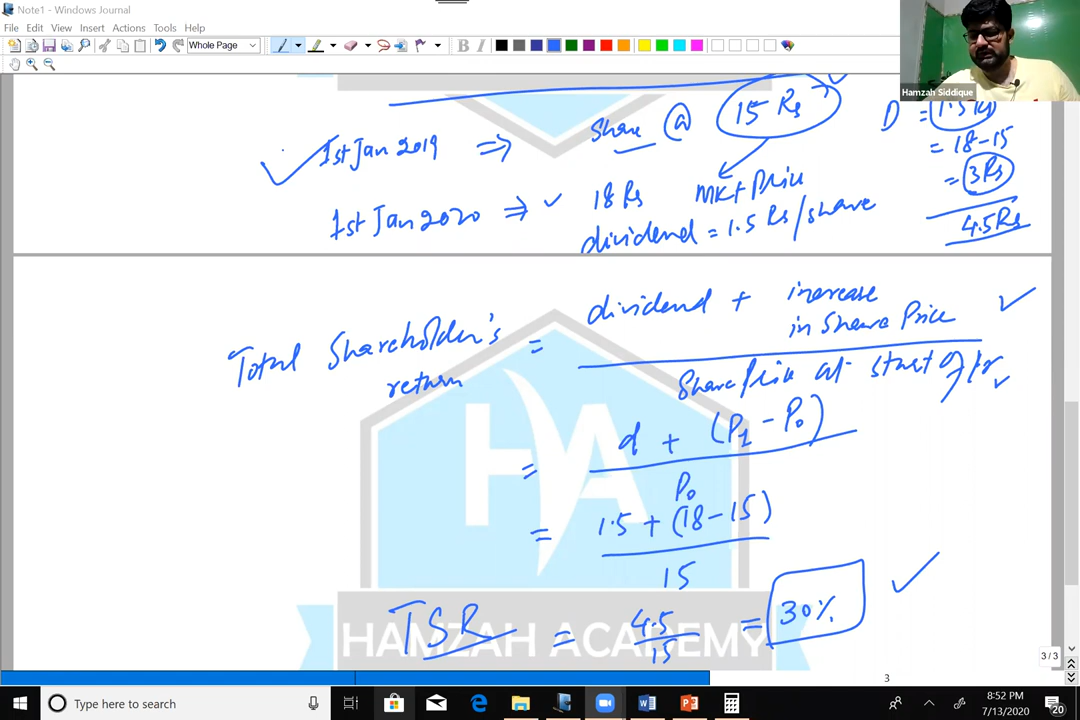 Note1 - Windows Journal
File Edit View Insert Actions Tools Help
Whole Page
B I
Hamzah Siddique
1st Jan 2019 ⇒ Share @ 15 Rs
D = 1.5 Rs
= 18-15
= 3Rs
4.5Rs
1st Jan 2020 ⇒ 18 Rs MKt Price
dividend = 1.5 Rs/share
Total Shareholder's return = dividend + increase in Share Price
Share Price at start of yr
= d + (P1 - P0)
P0
= 1.5 + (18-15)
15
TSR = 4.5 = 30%
15
HAMZAH ACADEMY
3/3
3
Type here to search
8:52 PM
7/13/2020
20